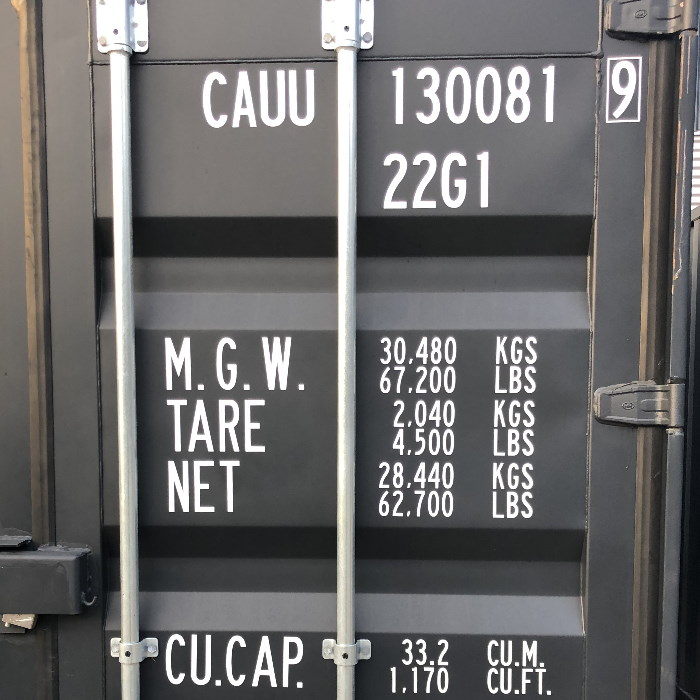 CAUU 130081 9
22G1
M.G.W. 30,480 KGS
67,200 LBS
TARE 2,040 KGS
4,500 LBS
NET 28,440 KGS
62,700 LBS
CU.CAP. 33.2 CU.M.
1,170 CU.FT.